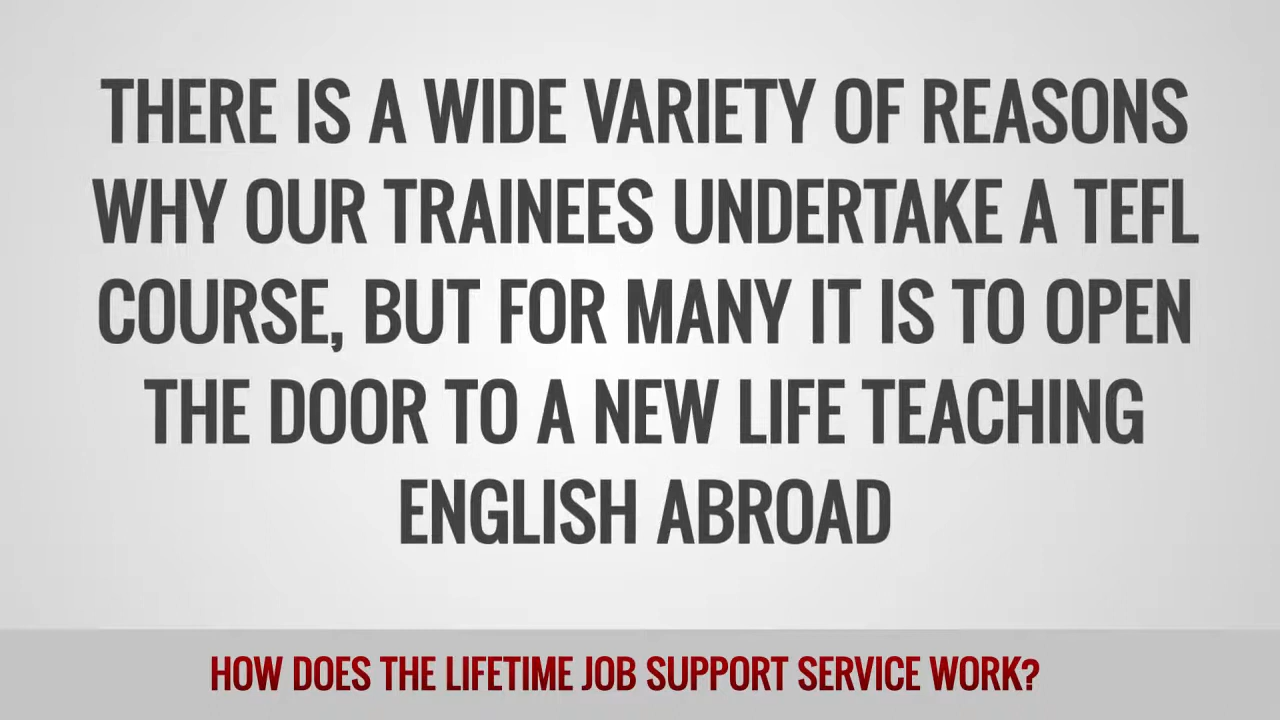 THERE IS A WIDE VARIETY OF REASONS
WHY OUR TRAINEES UNDERTAKE A TEFL
COURSE, BUT FOR MANY IT IS TO OPEN
THE DOOR TO A NEW LIFE TEACHING
ENGLISH ABROAD
HOW DOES THE LIFETIME JOB SUPPORT SERVICE WORK?